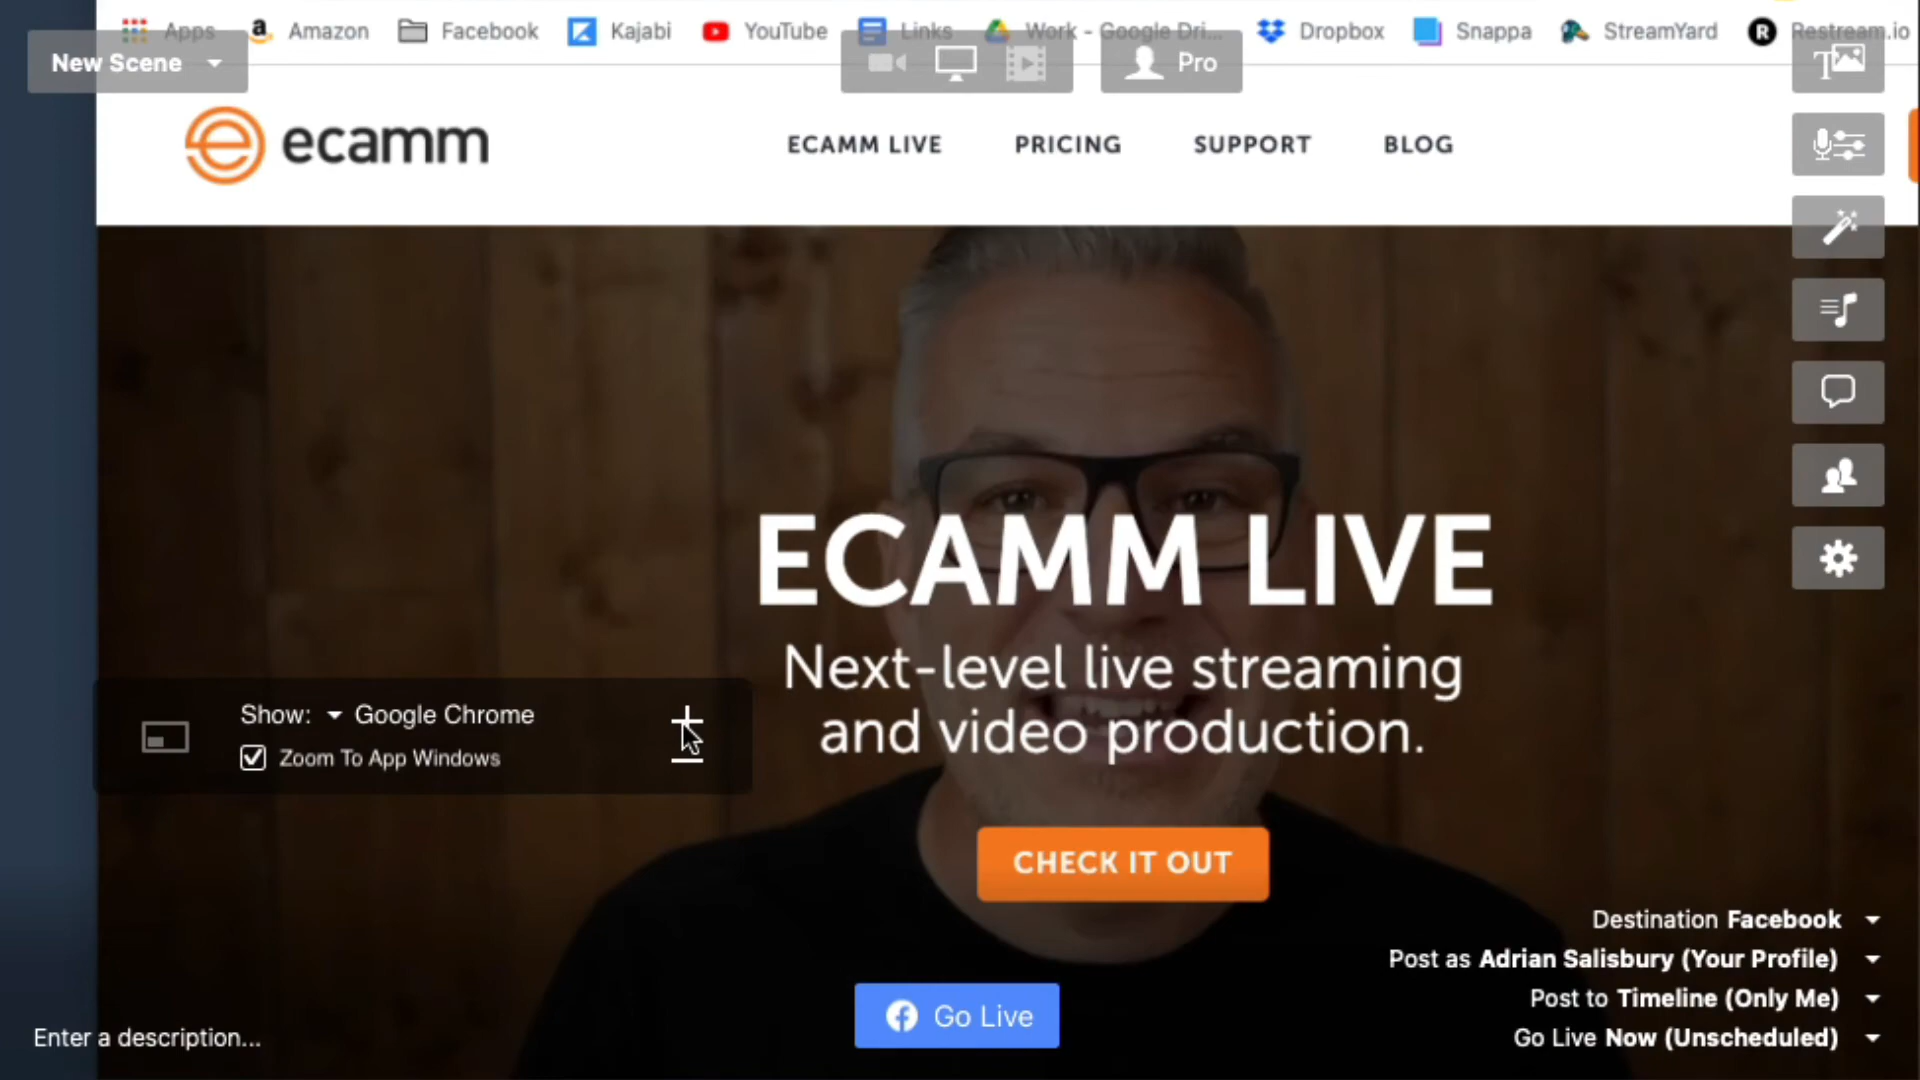 Apps Amazon Facebook Kajabi YouTube Links Work - Google Dri... Dropbox Snappa StreamYard Restream.io
New Scene Pro
ecamm ECAMM LIVE PRICING SUPPORT BLOG
ECAMM LIVE
Next-level live streaming
and video production.
Show: Google Chrome
Zoom To App Windows
CHECK IT OUT
Destination Facebook
Post as Adrian Salisbury (Your Profile)
Post to Timeline (Only Me)
Go Live
Enter a description...
Go Live Now (Unscheduled)